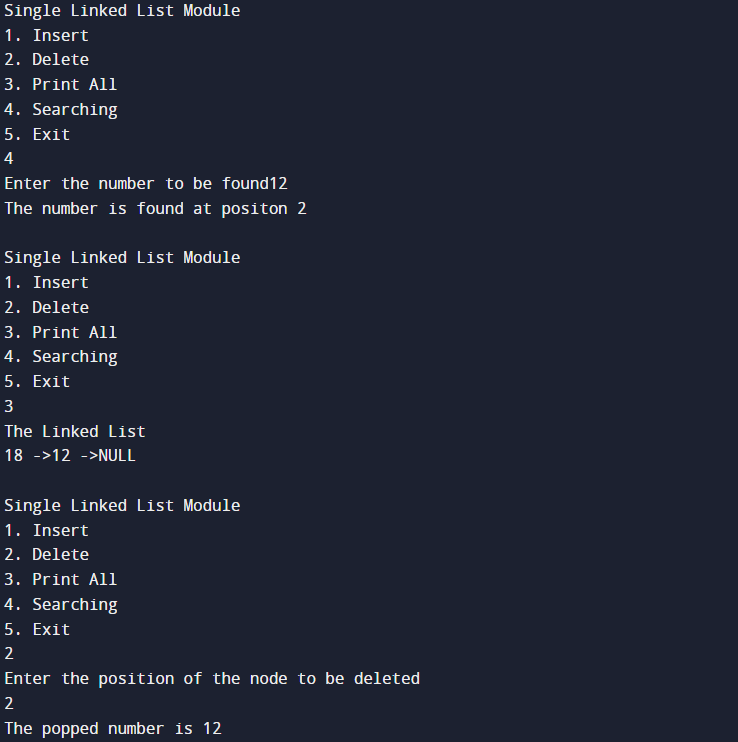 Single Linked List Module
1. Insert
2. Delete
3. Print All
4. Searching
5. Exit
4
Enter the number to be found12
The number is found at positon 2

Single Linked List Module
1. Insert
2. Delete
3. Print All
4. Searching
5. Exit
3
The Linked List
18 ->12 ->NULL

Single Linked List Module
1. Insert
2. Delete
3. Print All
4. Searching
5. Exit
2
Enter the position of the node to be deleted
2
The popped number is 12